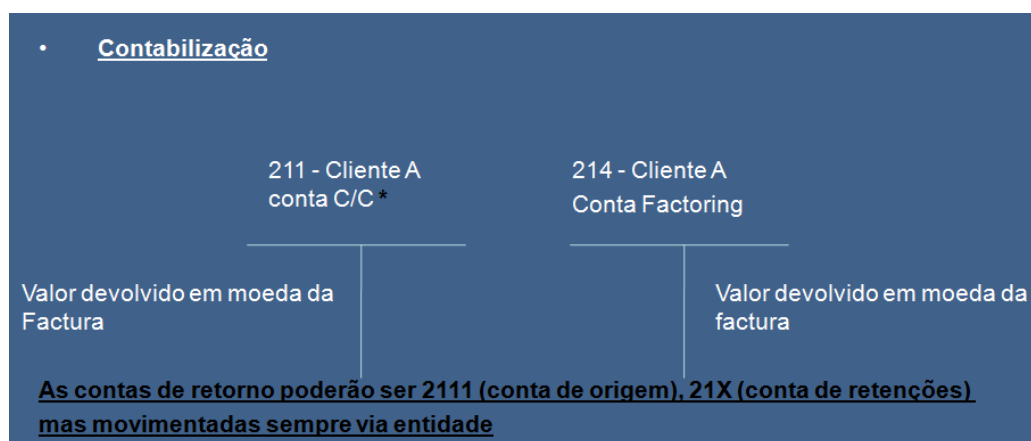 • Contabilização
211 - Cliente A
conta C/C *
214 - Cliente A
Conta Factoring
Valor devolvido em moeda da
Factura
Valor devolvido em moeda da
factura
As contas de retorno poderão ser 2111 (conta de origem), 21X (conta de retenções)
mas movimentadas sempre via entidade